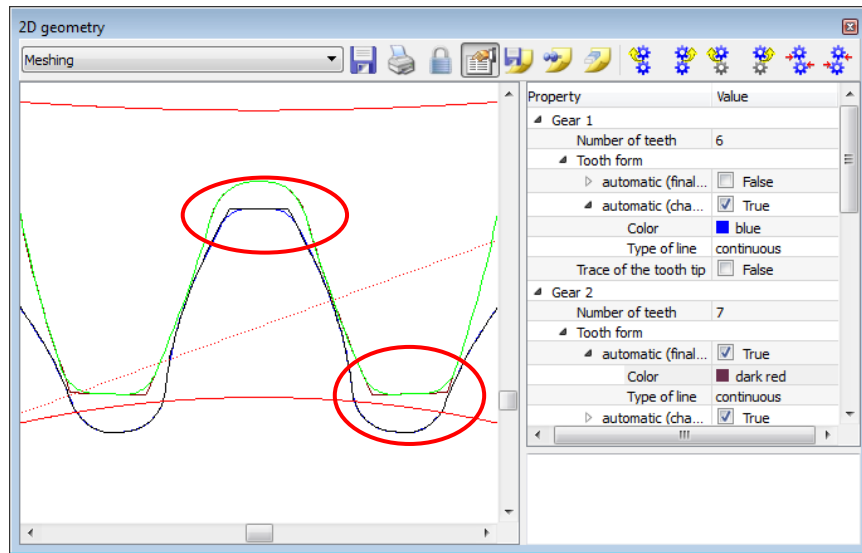 2D geometry
Meshing
Property Value
Gear 1
Number of teeth 6
Tooth form
automatic (final... False
automatic (cha... True
Color blue
Type of line continuous
Trace of the tooth tip False
Gear 2
Number of teeth 7
Tooth form
automatic (final... True
Color dark red
Type of line continuous
automatic (cha... True